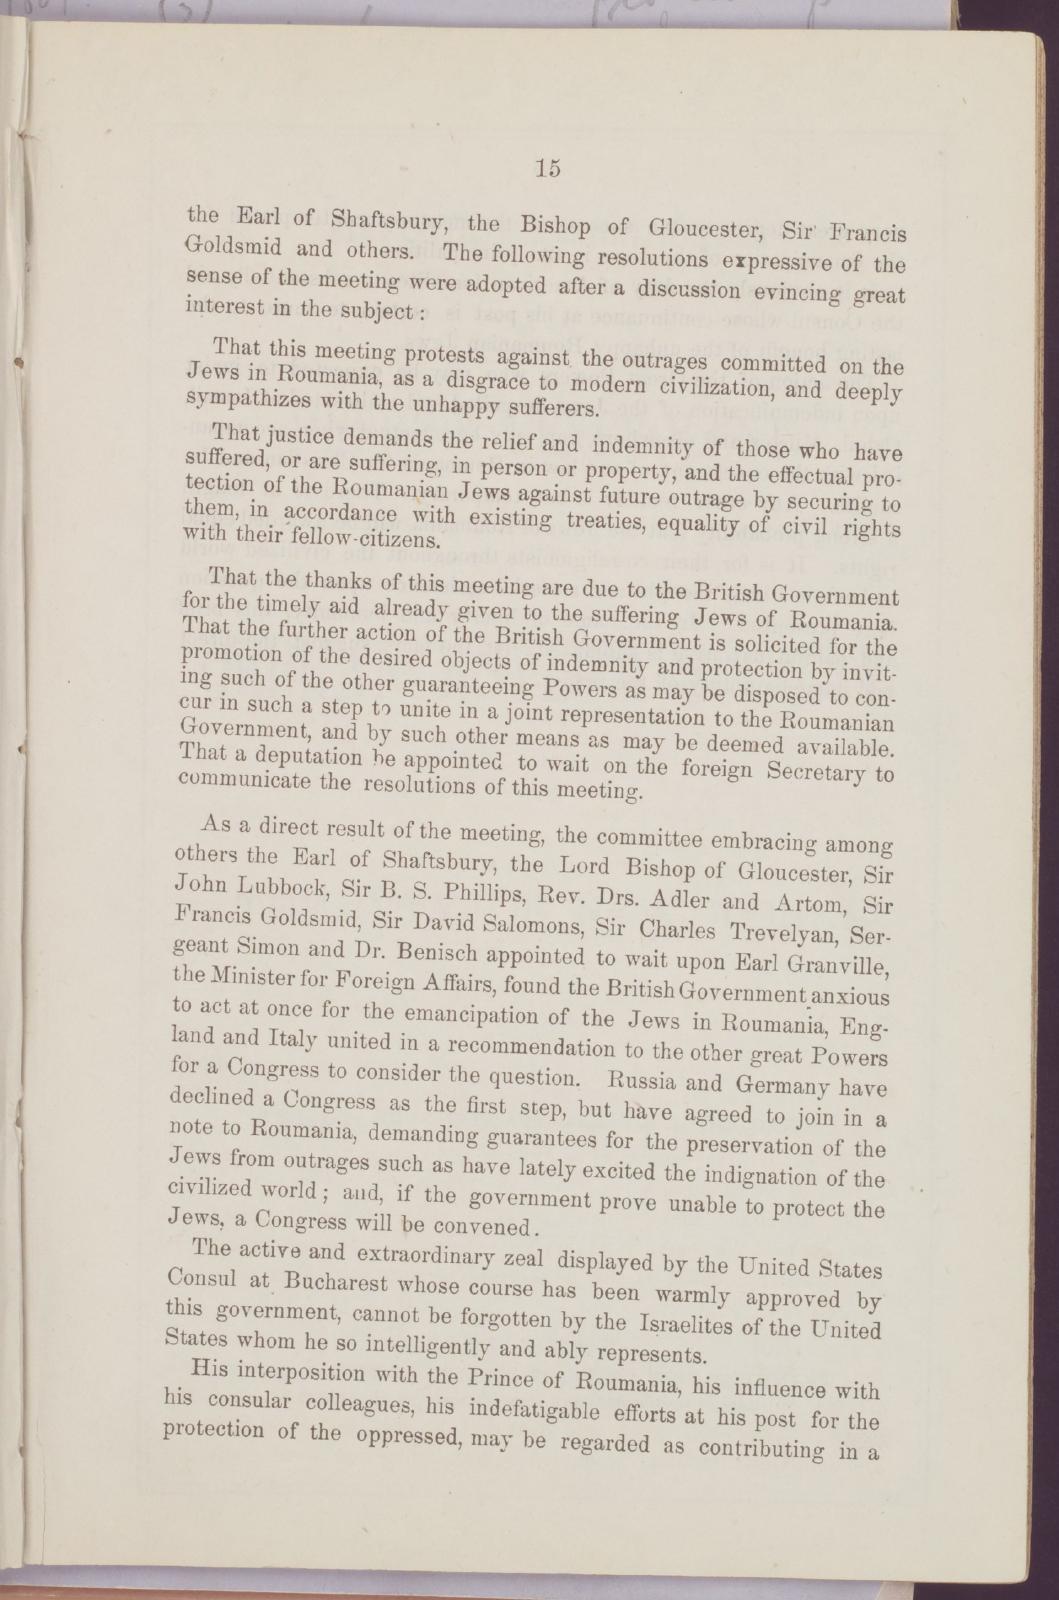 15
the Earl of Shaftsbury, the Bishop of Gloucester, Sir Francis
Goldsmid and others. The following resolutions expressive of the
sense of the meeting were adopted after a discussion evincing great
interest in the subject:
That this meeting protests against the outrages committed on the
Jews in Roumania, as a disgrace to modern civilization, and deeply
sympathizes with the unhappy sufferers.
That justice demands the relief and indemnity of those who have
suffered, or are suffering, in person or property, and the effectual pro-
tection of the Roumanian Jews against future outrage by securing to
them, in accordance with existing treaties, equality of civil rights
with their fellow-citizens.
That the thanks of this meeting are due to the British Government
for the timely aid already given to the suffering Jews of Roumania.
That the further action of the British Government is solicited for the
promotion of the desired objects of indemnity and protection by invit-
ing such of the other guaranteeing Powers as may be disposed to con-
cur in such a step to unite in a joint representation to the Roumanian
Government, and by such other means as may be deemed available.
That a deputation be appointed to wait on the foreign Secretary to
communicate the resolutions of this meeting.
As a direct result of the meeting, the committee embracing among
others the Earl of Shaftsbury, the Lord Bishop of Gloucester, Sir
John Lubbock, Sir B. S. Phillips, Rev. Drs. Adler and Artom, Sir
Francis Goldsmid, Sir David Salomons, Sir Charles Trevelyan, Ser-
geant Simon and Dr. Benisch appointed to wait upon Earl Granville,
the Minister for Foreign Affairs, found the British Government anxious
to act at once for the emancipation of the Jews in Roumania, Eng-
land and Italy united in a recommendation to the other great Powers
for a Congress to consider the question. Russia and Germany have
declined a Congress as the first step, but have agreed to join in a
note to Roumania, demanding guarantees for the preservation of the
Jews from outrages such as have lately excited the indignation of the
civilized world; and, if the government prove unable to protect the
Jews, a Congress will be convened.
The active and extraordinary zeal displayed by the United States
Consul at Bucharest whose course has been warmly approved by
this government, cannot be forgotten by the Israelites of the United
States whom he so intelligently and ably represents.
His interposition with the Prince of Roumania, his influence with
his consular colleagues, his indefatigable efforts at his post for the
protection of the oppressed, may be regarded as contributing in a